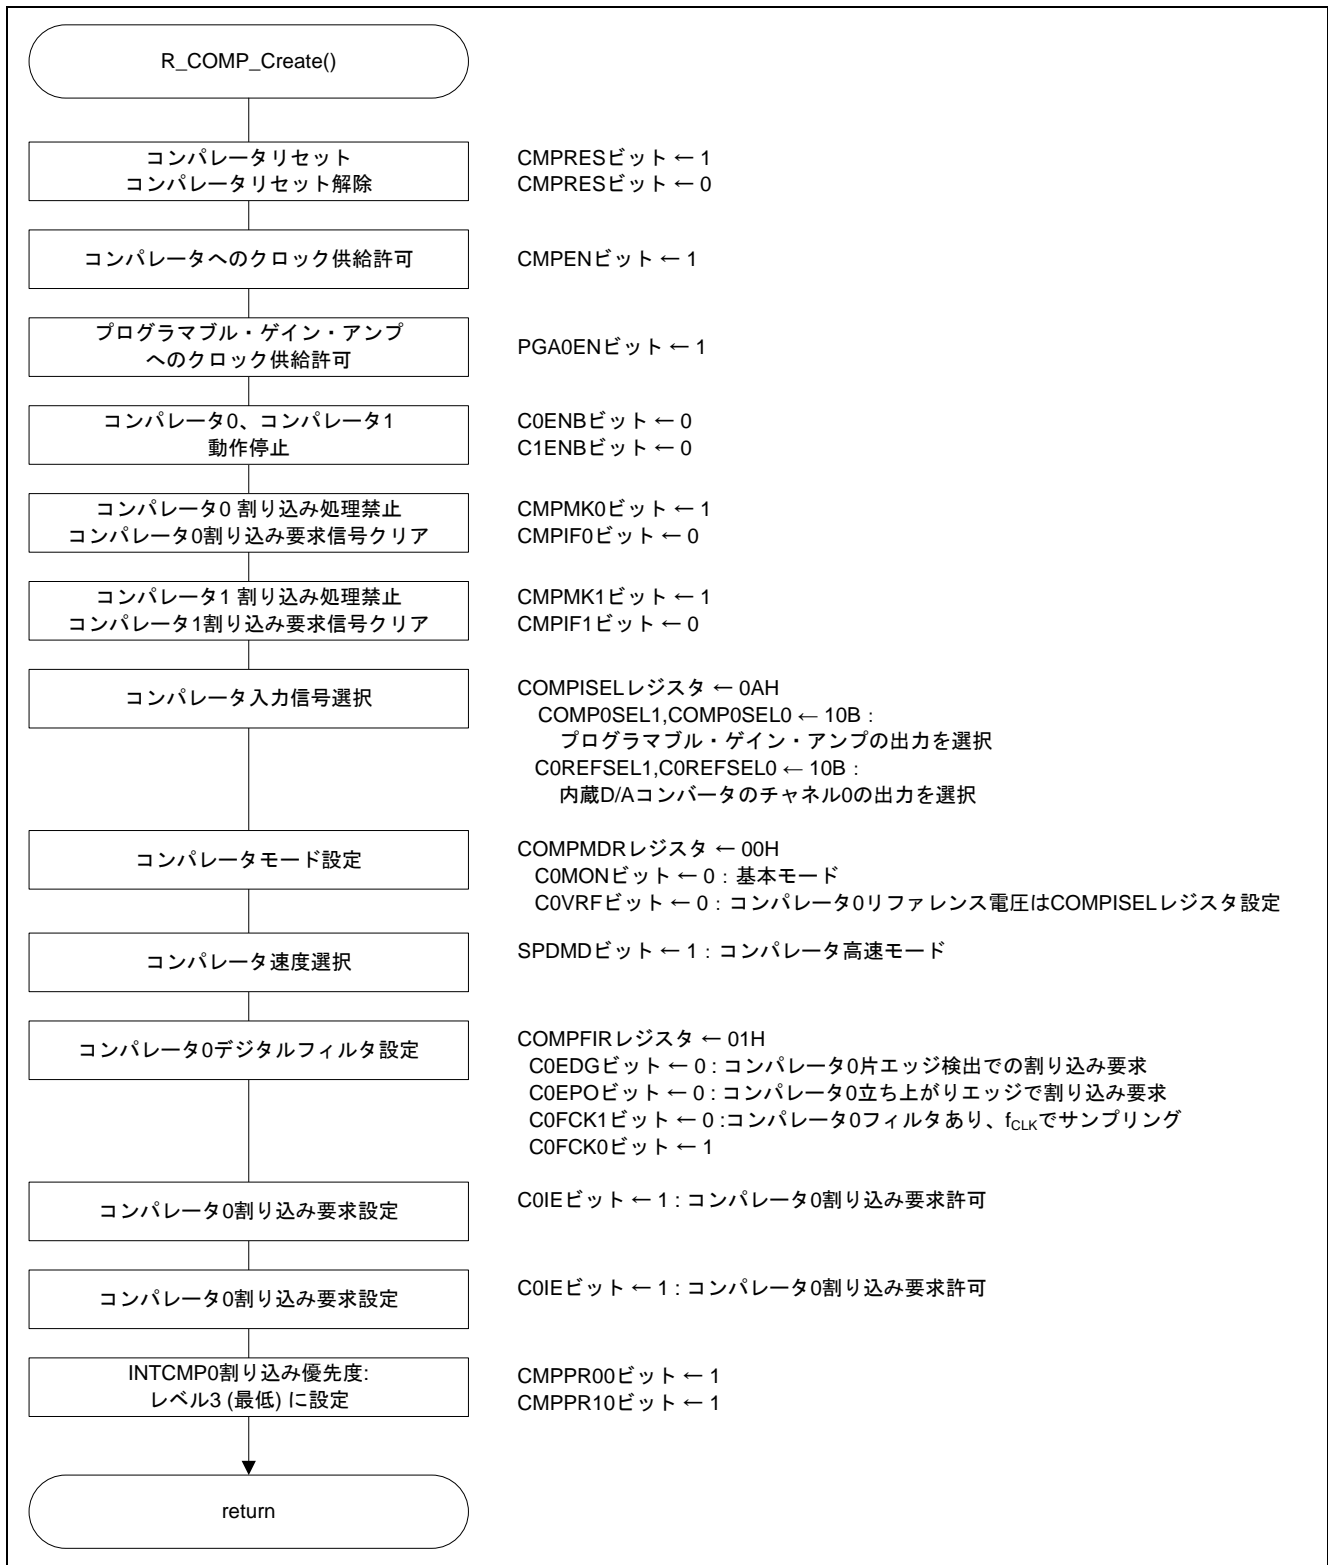 R_COMP_Create()
コンパレータリセット
コンパレータリセット解除
CMPRESビット ← 1
CMPRESビット ← 0
コンパレータへのクロック供給許可
CMPENビット ← 1
プログラマブル・ゲイン・アンプ
へのクロック供給許可
PGA0ENビット ← 1
コンパレータ0、コンパレータ1
動作停止
C0ENBビット ← 0
C1ENBビット ← 0
コンパレータ0 割り込み処理禁止
コンパレータ0割り込み要求信号クリア
CMPMK0ビット ← 1
CMPIF0ビット ← 0
コンパレータ1 割り込み処理禁止
コンパレータ1割り込み要求信号クリア
CMPMK1ビット ← 1
CMPIF1ビット ← 0
コンパレータ入力信号選択
COMPISELレジスタ ← 0AH
COMP0SEL1,COMP0SEL0 ← 10B：
プログラマブル・ゲイン・アンプの出力を選択
C0REFSEL1,C0REFSEL0 ← 10B：
内蔵D/Aコンバータのチャネル0の出力を選択
コンパレータモード設定
COMPMDRレジスタ ← 00H
C0MONビット ← 0：基本モード
C0VRFビット ← 0：コンパレータ0リファレンス電圧はCOMPISELレジスタ設定
コンパレータ速度選択
SPDMDビット ← 1：コンパレータ高速モード
コンパレータ0デジタルフィルタ設定
COMPFIRレジスタ ← 01H
C0EDGビット ← 0 : コンパレータ0片エッジ検出での割り込み要求
C0EPOビット ← 0 : コンパレータ0立ち上がりエッジで割り込み要求
C0FCK1ビット ← 0 :コンパレータ0フィルタあり、fCLKでサンプリング
C0FCK0ビット ← 1
コンパレータ0割り込み要求設定
C0IEビット ← 1 : コンパレータ0割り込み要求許可
コンパレータ0割り込み要求設定
C0IEビット ← 1 : コンパレータ0割り込み要求許可
INTCMP0割り込み優先度:
レベル3 (最低) に設定
CMPPR00ビット ← 1
CMPPR10ビット ← 1
return